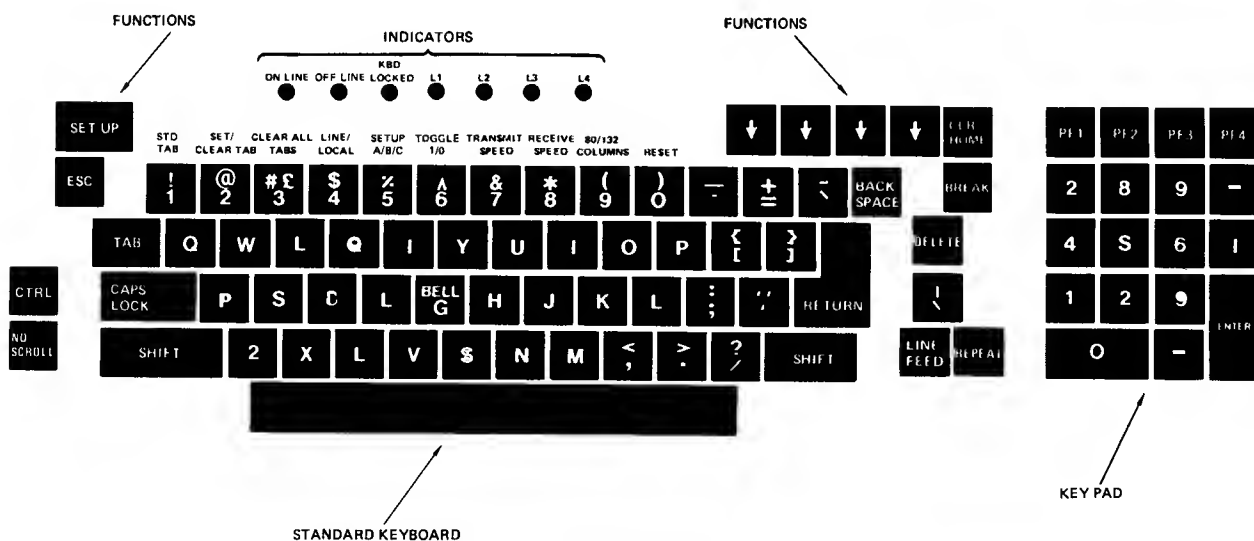 FUNCTIONS
FUNCTIONS
INDICATORS
ON LINE OFF LINE KBD LOCKED L1 L2 L3 L4
SET UP
↓ ↓ ↓ ↓ CLR HOME
PF1 PF2 PF3 PF4
STD TAB SET/ CLEAR TAB CLEAR ALL TABS LINE/ LOCAL SETUP A/B/C TOGGLE 1/0 TRANSMIT SPEED RECEIVE SPEED 80/132 COLUMNS RESET
ESC ! 1 @ 2 # £ 3 $ 4 % 5 ∧ 6 & 7 * 8 ( 9 ) 0 — - + = ~ ` BACK SPACE BREAK
2 8 9 -
TAB Q W L Q I Y U I O P { [ } ] DELETE
4 S 6 I
CTRL CAPS LOCK P S D L BELL G H J K L : ; " ' RETURN | \
1 2 9 ENTER
NO SCROLL SHIFT 2 X L V $ N M < , > . ? / SHIFT LINE FEED REPEAT
0 -
KEY PAD
STANDARD KEYBOARD